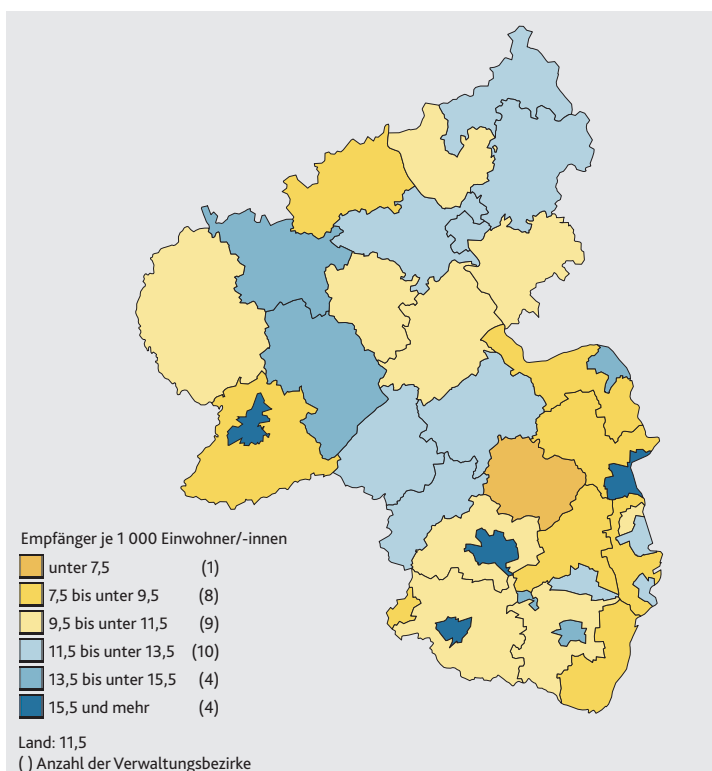 Empfänger je 1 000 Einwohner/-innen
unter 7,5 (1)
7,5 bis unter 9,5 (8)
9,5 bis unter 11,5 (9)
11,5 bis unter 13,5 (10)
13,5 bis unter 15,5 (4)
15,5 und mehr (4)
Land: 11,5
( ) Anzahl der Verwaltungsbezirke